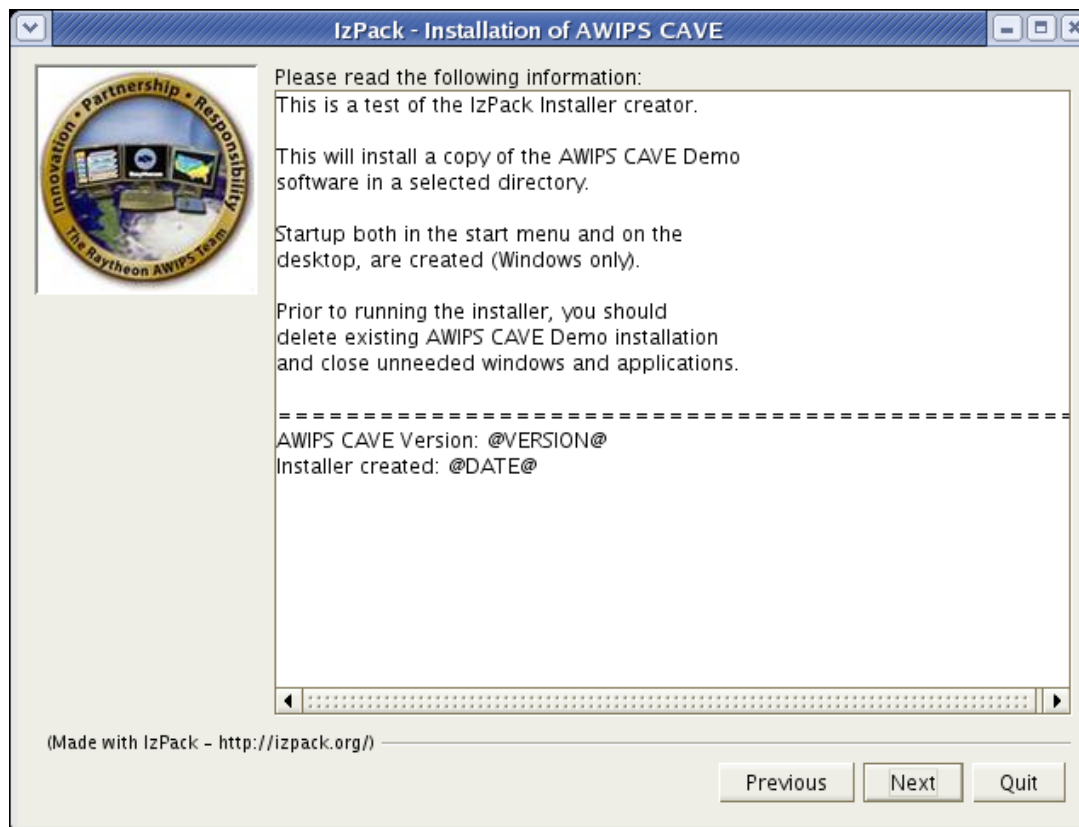 IzPack - Installation of AWIPS CAVE
Innovation • Partnership • Responsibility
The Raytheon AWIPS Team
Please read the following information:
This is a test of the IzPack Installer creator.
This will install a copy of the AWIPS CAVE Demo
software in a selected directory.
Startup both in the start menu and on the
desktop, are created (Windows only).
Prior to running the installer, you should
delete existing AWIPS CAVE Demo installation
and close unneeded windows and applications.
===============================================
AWIPS CAVE Version: @VERSION@
Installer created: @DATE@
(Made with IzPack - http://izpack.org/)
Previous Next Quit